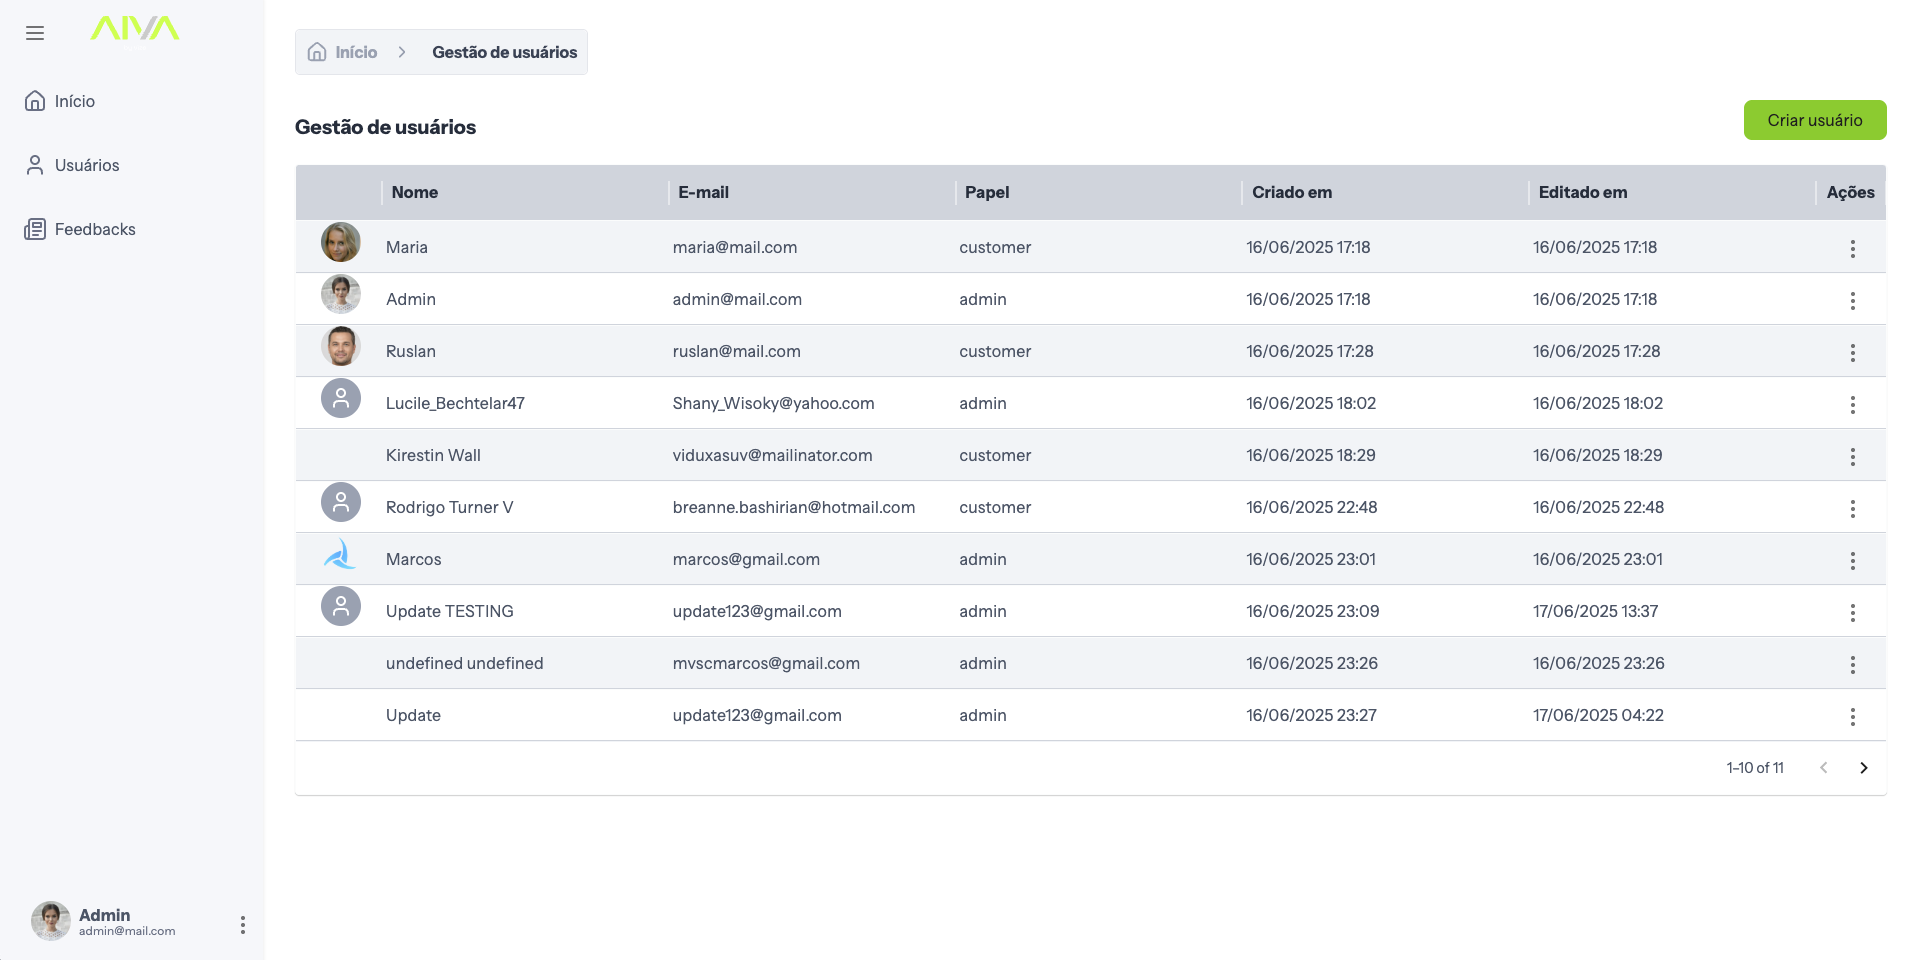 AIVA
Início
Usuários
Feedbacks
Início > Gestão de usuários
Gestão de usuários
Criar usuário
Nome E-mail Papel Criado em Editado em Ações
Maria maria@mail.com customer 16/06/2025 17:18 16/06/2025 17:18
Admin admin@mail.com admin 16/06/2025 17:18 16/06/2025 17:18
Ruslan ruslan@mail.com customer 16/06/2025 17:28 16/06/2025 17:28
Lucile_Bechtelar47 Shany_Wisoky@yahoo.com admin 16/06/2025 18:02 16/06/2025 18:02
Kirestin Wall viduxasuv@mailinator.com customer 16/06/2025 18:29 16/06/2025 18:29
Rodrigo Turner V breanne.bashirian@hotmail.com customer 16/06/2025 22:48 16/06/2025 22:48
Marcos marcos@gmail.com admin 16/06/2025 23:01 16/06/2025 23:01
Update TESTING update123@gmail.com admin 16/06/2025 23:09 17/06/2025 13:37
undefined undefined mvscmarcos@gmail.com admin 16/06/2025 23:26 16/06/2025 23:26
Update update123@gmail.com admin 16/06/2025 23:27 17/06/2025 04:22
1–10 of 11
Admin
admin@mail.com